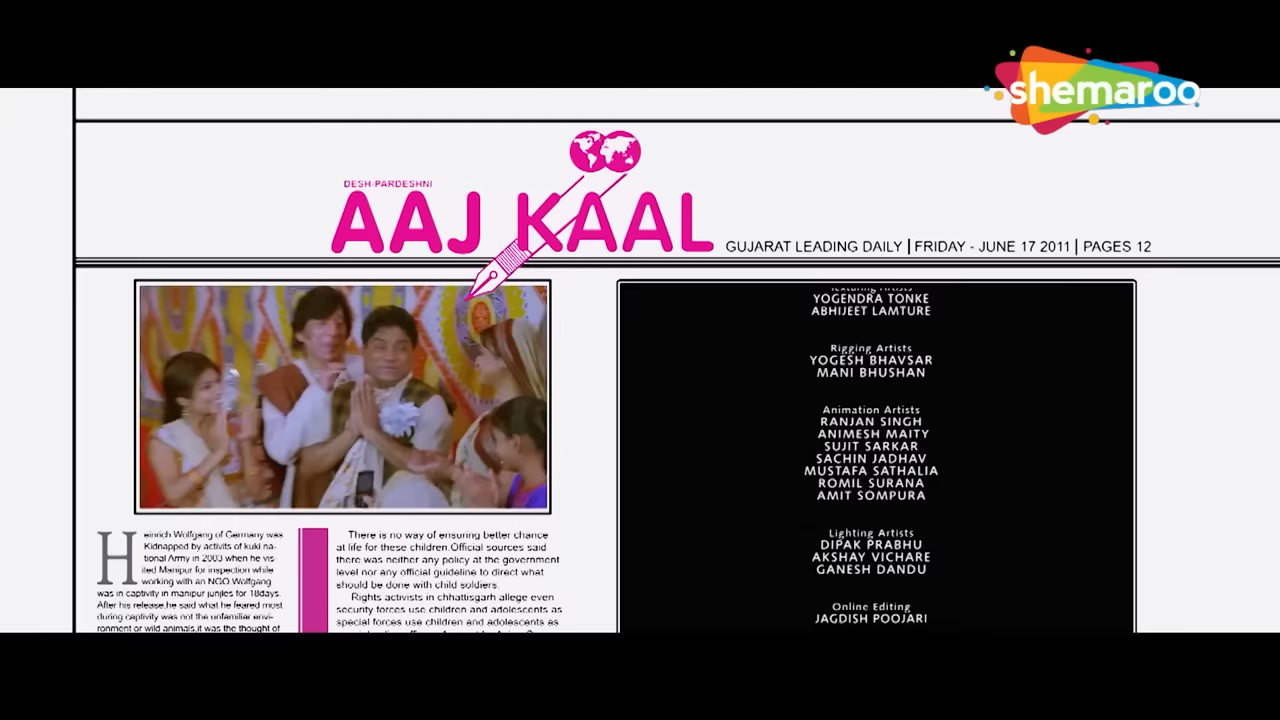 shemaroo
DESH-PARDESHNI
AAJ KAAL
GUJARAT LEADING DAILY | FRIDAY - JUNE 17 2011 | PAGES 12
Heinrich Wolfgang of Germany was
Kidnapped by activits of kuki na-
tional Army in 2003 when he vis-
ited Manipur for inspection while
working with an NGO Wolfgang
was in captivity in manipur junjles for 18days.
After his release,he said what he feared most
during captivity was not the unfamiliar envi-
ronment or wild animals,it was the thought of
There is no way of ensuring better chance
at life for these children.Official sources said
there was neither any policy at the government
level nor any official guideline to direct what
should be done with child soldiers.
Rights activists in chhattisgarh allege even
security forces use children and adolescents as
special forces use children and adolescents as
Texturing Artists
YOGENDRA TONKE
ABHIJEET LAMTURE
Rigging Artists
YOGESH BHAVSAR
MANI BHUSHAN
Animation Artists
RANJAN SINGH
ANIMESH MAITY
SUJIT SARKAR
SACHIN JADHAV
MUSTAFA SATHALIA
ROMIL SURANA
AMIT SOMPURA
Lighting Artists
DIPAK PRABHU
AKSHAY VICHARE
GANESH DANDU
Online Editing
JAGDISH POOJARI